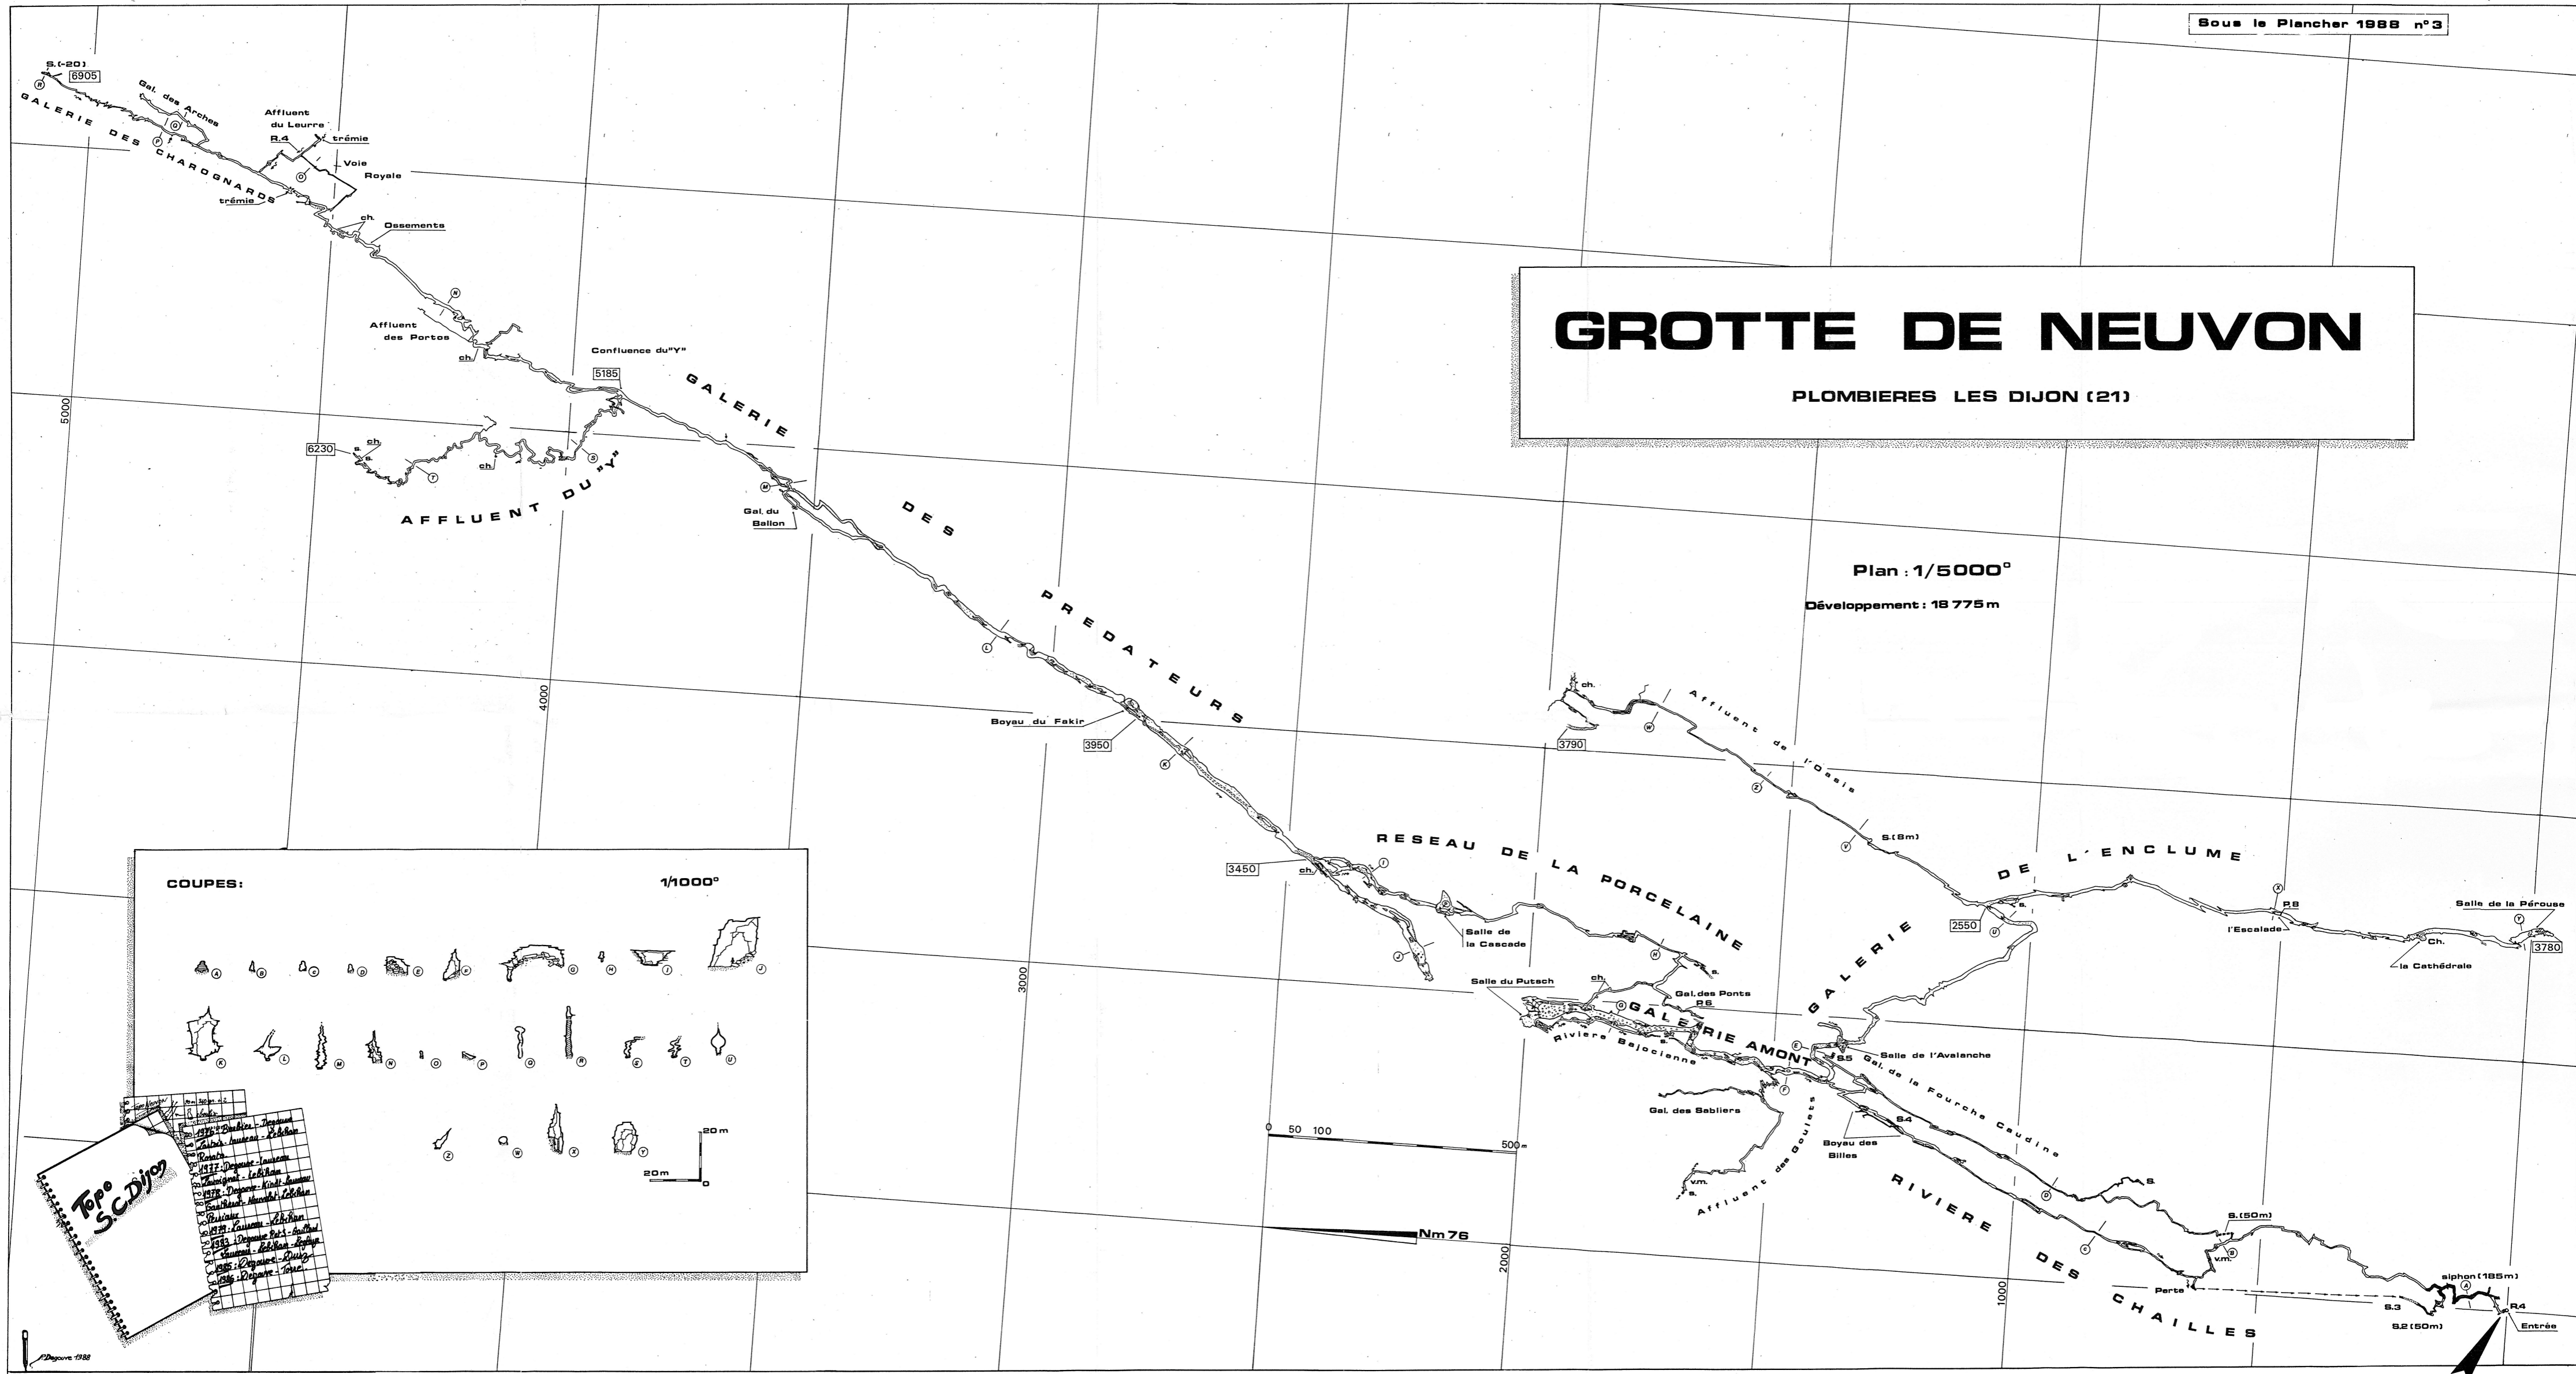 Sous le Plancher 1988 n°3
GROTTE DE NEUVON
PLOMBIERES LES DIJON (21)
Plan : 1/5000°
Développement : 18 775 m
S.(-20)
6905
R
GALERIE DES CHAROGNARDS
Gal. des Arches
Q
P
Affluent
du Leurre
R.4
trémie
Voie
Royale
O
trémie
ch.
Ossements
N
Affluent
des Portos
ch.
Confluence du "Y"
5185
5000
6230
s.
ch.
s.
T
ch.
S
AFFLUENT DU "Y"
GALERIE DES PREDATEURS
M
Gal. du
Ballon
L
4000
Boyau du Fakir
3950
K
3450
ch.
I
J
3000
RESEAU DE LA PORCELAINE
Salle de
la Cascade
H
s.
Salle du Putsch
ch.
Gal. des Ponts
P.6
G
GALERIE AMONT
Rivière Bajocienne
s.
F
E
S.5
Salle de l'Avalanche
Gal. des Sabliers
v.m.
s.
Affluent des Goulets
ch.
3790
W
Affluent de l'Oasis
Z
V
S.(8m)
GALERIE DE L'ENCLUME
2550
s.
U
X
P.8
l'Escalade
Salle de la Pérouse
Y
Ch.
la Cathédrale
3780
Gal. de la Fourche Caudine
S.4
Boyau des
Billes
D
s.
C
S.(50m)
B
v.m.
RIVIERE DES CHAILLES
Perte
siphon (185m)
A
S.3
S.2 (50m)
R.4
Entrée
0 50 100 500 m
Nm 76
2000
1000
COUPES :
1/1000°
A B C D E F G H I J
K L M N O P Q R S T U
Z W X Y
20 m
20 m
0
Topo
S.C. Dijon
1977 : Degouve - Laureau
P. Degouve 1988